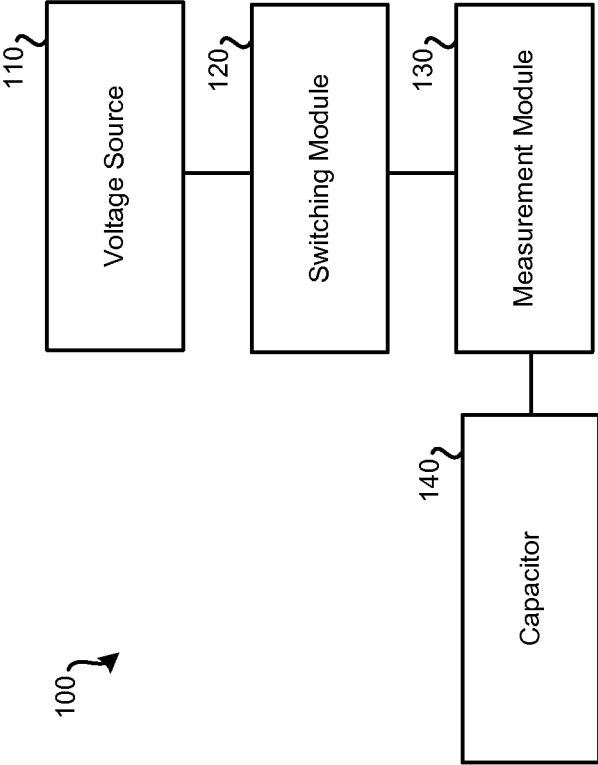 100
110
Voltage Source
120
Switching Module
130
Measurement Module
140
Capacitor